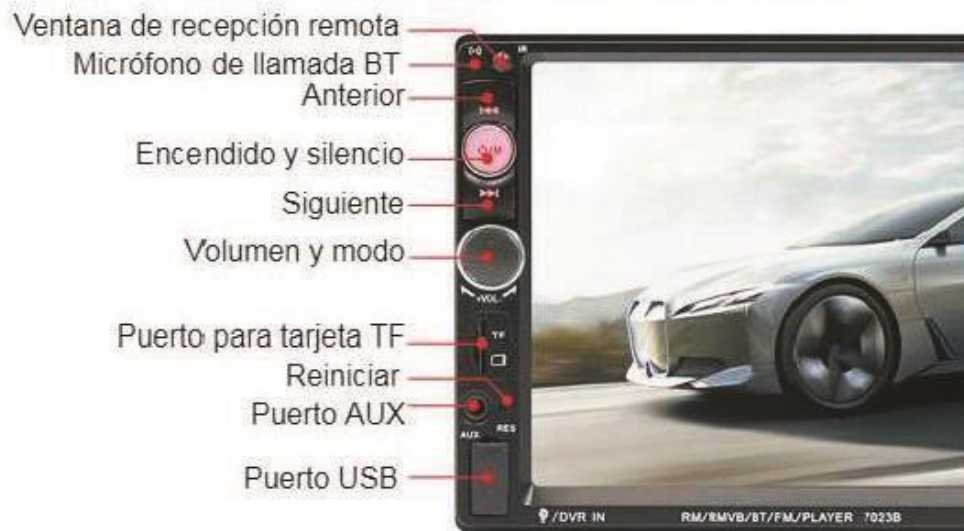 Ventana de recepción remota
IR
Micrófono de llamada BT
Anterior
Encendido y silencio
Siguiente
Volumen y modo
+VOL-
Puerto para tarjeta TF
TF
Reiniciar
Puerto AUX
AUX RES
Puerto USB
/DVR IN RM/RMVB/BT/FM/PLAYER 7023B